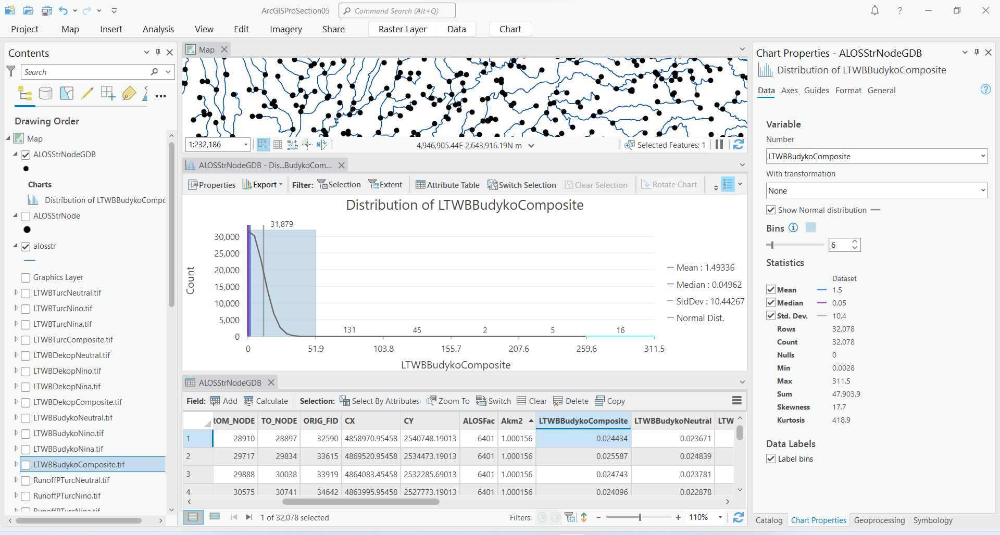 ArcGISProSection05
Command Search (Alt+Q)
?
Project Map Insert Analysis View Edit Imagery Share Raster Layer Data Chart
Contents
Search
Drawing Order
Map
ALOSStrNodeGDB
Charts
Distribution of LTWBBudykoCompc
ALOSStrNode
alosstr
Graphics Layer
LTWBTurcNeutral.tif
LTWBTurcNino.tif
LTWBTurcNina.tif
LTWBTurcComposite.tif
LTWBDekopNeutral.tif
LTWBDekopNino.tif
LTWBDekopNina.tif
LTWBDekopComposite.tif
LTWBBudykoNeutral.tif
LTWBBudykoNino.tif
LTWBBudykoNina.tif
LTWBBudykoComposite.tif
RunoffPTurcNeutral.tif
RunoffPTurcNino.tif
RunoffPTurcNina.tif
Map
1:232,186
4,946,905.44E 2,643,916.19N m
Selected Features: 1
ALOSStrNodeGDB - Dis...BudykoCom...
Properties Export Filter: Selection Extent Attribute Table Switch Selection Clear Selection Rotate Chart
Distribution of LTWBBudykoComposite
31,879
30,000
25,000
20,000
15,000
10,000
5,000
0
Count
131 45 2 5 16
0 51.9 103.8 155.7 207.6 259.6 311.5
LTWBBudykoComposite
Mean : 1.49336
Median : 0.04962
StdDev : 10.44267
Normal Dist.
ALOSStrNodeGDB
Field: Add Calculate Selection: Select By Attributes Zoom To Switch Clear Delete Copy
ROM_NODE TO_NODE ORIG_FID CX CY ALOSFac Akm2 LTWBBudykoComposite LTWBBudykoNeutral LTW
1 28910 28897 32590 4858970.95458 2540748.19013 6401 1.000156 0.024434 0.023671
2 29717 29834 33615 4869520.95458 2534473.19013 6401 1.000156 0.025587 0.024839
3 29888 30038 33919 4864083.45458 2532285.69013 6401 1.000156 0.024743 0.023781
4 30575 30741 34642 4863995.95458 2527773.19013 6401 1.000156 0.024096 0.022878
1 of 32,078 selected
Filters:
110%
Chart Properties - ALOSStrNodeGDB
Distribution of LTWBBudykoComposite
Data Axes Guides Format General
?
Variable
Number
LTWBBudykoComposite
With transformation
None
Show Normal distribution
Bins
6
Statistics
Dataset
Mean 1.5
Median 0.05
Std. Dev. 10.4
Rows 32,078
Count 32,078
Nulls 0
Min 0.0028
Max 311.5
Sum 47,903.9
Skewness 17.7
Kurtosis 418.9
Data Labels
Label bins
Catalog Chart Properties Geoprocessing Symbology